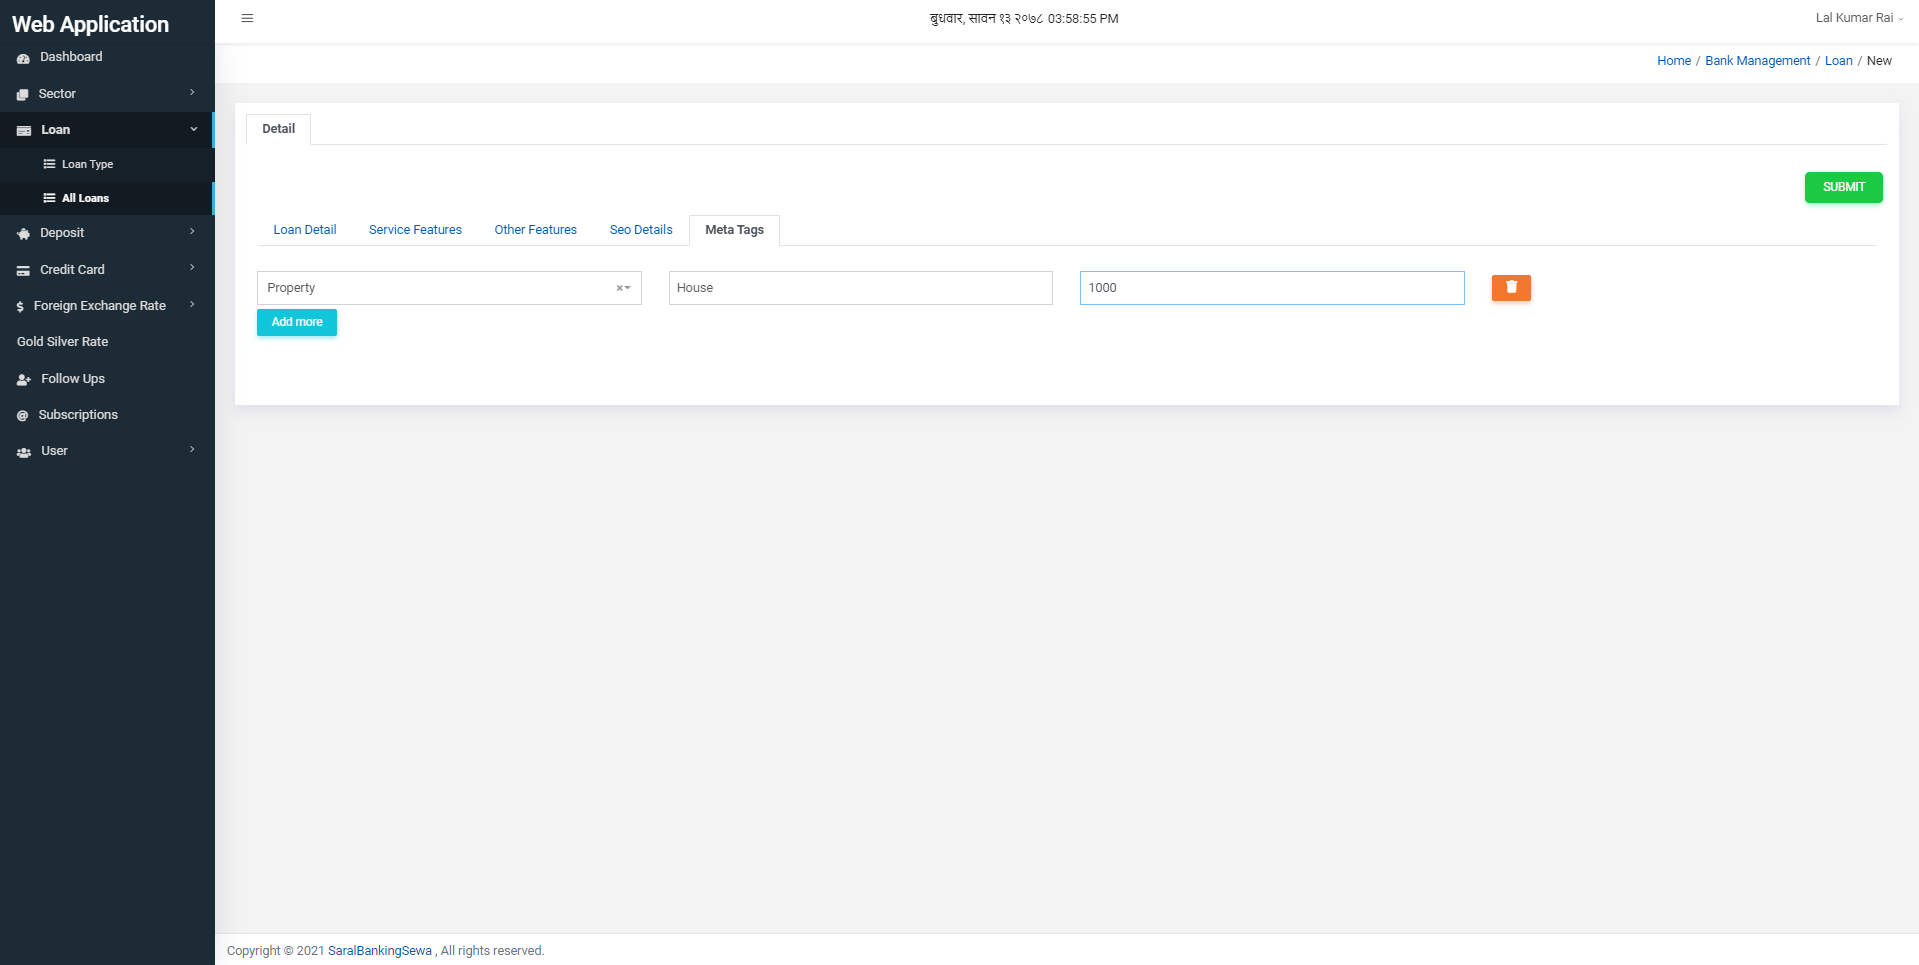 Web Application
बुधवार, सावन १३ २०७८ 03:58:55 PM
Lal Kumar Rai
Dashboard
Sector
Loan
Loan Type
All Loans
Deposit
Credit Card
Foreign Exchange Rate
Gold Silver Rate
Follow Ups
Subscriptions
User
Home / Bank Management / Loan / New
Detail
SUBMIT
Loan Detail Service Features Other Features Seo Details Meta Tags
Property House 1000
Add more
Copyright © 2021 SaralBankingSewa , All rights reserved.